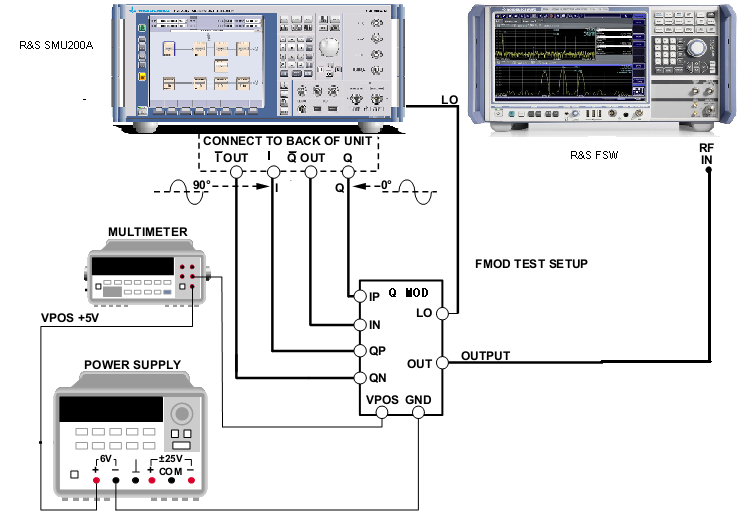 R&S SMU200A
LO
R&S FSW
RF
IN
CONNECT TO BACK OF UNIT
I OUT I Q OUT Q
90° I Q 0°
MULTIMETER
FMOD TEST SETUP
Q MOD
IP
LO
IN
VPOS +5V
QP
OUT
OUTPUT
QN
POWER SUPPLY
VPOS GND
6V ±25V
+ − + COM −